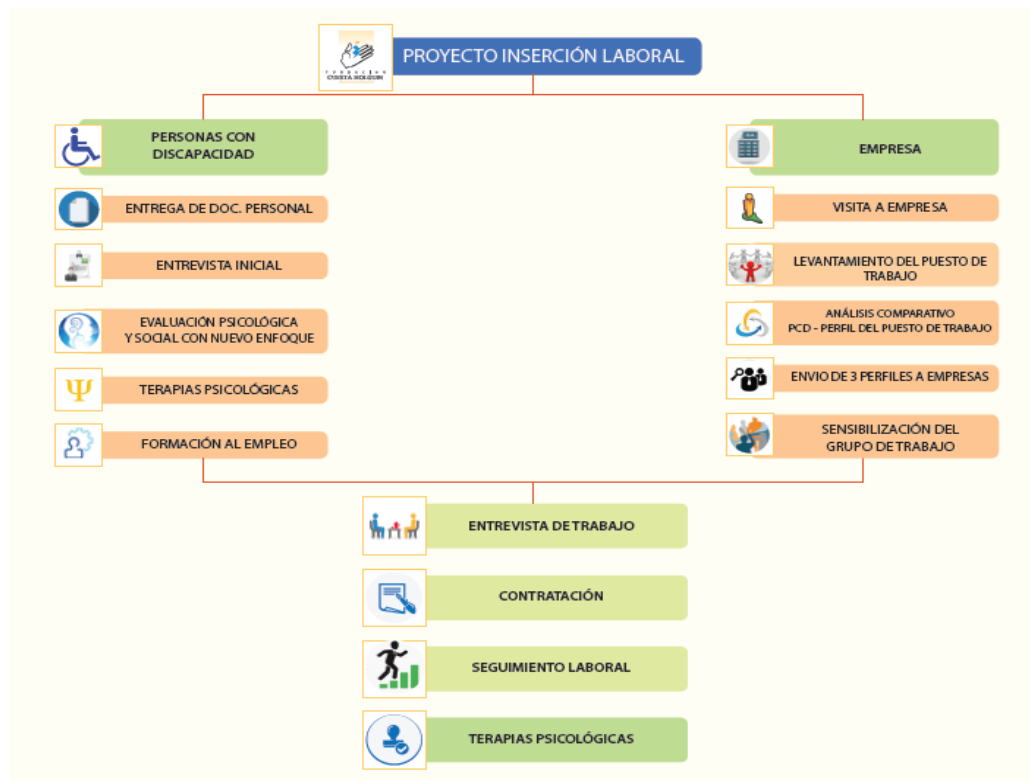 FUNDACIÓN
CUESTA HOLGUIN
PROYECTO INSERCIÓN LABORAL
PERSONAS CON
DISCAPACIDAD
ENTREGA DE DOC. PERSONAL
ENTREVISTA INICIAL
EVALUACIÓN PSICOLÓGICA
Y SOCIAL CON NUEVO ENFOQUE
Ψ
TERAPIAS PSICOLÓGICAS
FORMACIÓN AL EMPLEO
EMPRESA
VISITA A EMPRESA
LEVANTAMIENTO DEL PUESTO DE
TRABAJO
ANÁLISIS COMPARATIVO
PCD - PERFIL DEL PUESTO DE TRABAJO
ENVIO DE 3 PERFILES A EMPRESAS
SENSIBILIZACIÓN DEL
GRUPO DE TRABAJO
ENTREVISTA DE TRABAJO
CONTRATACIÓN
SEGUIMIENTO LABORAL
TERAPIAS PSICOLÓGICAS